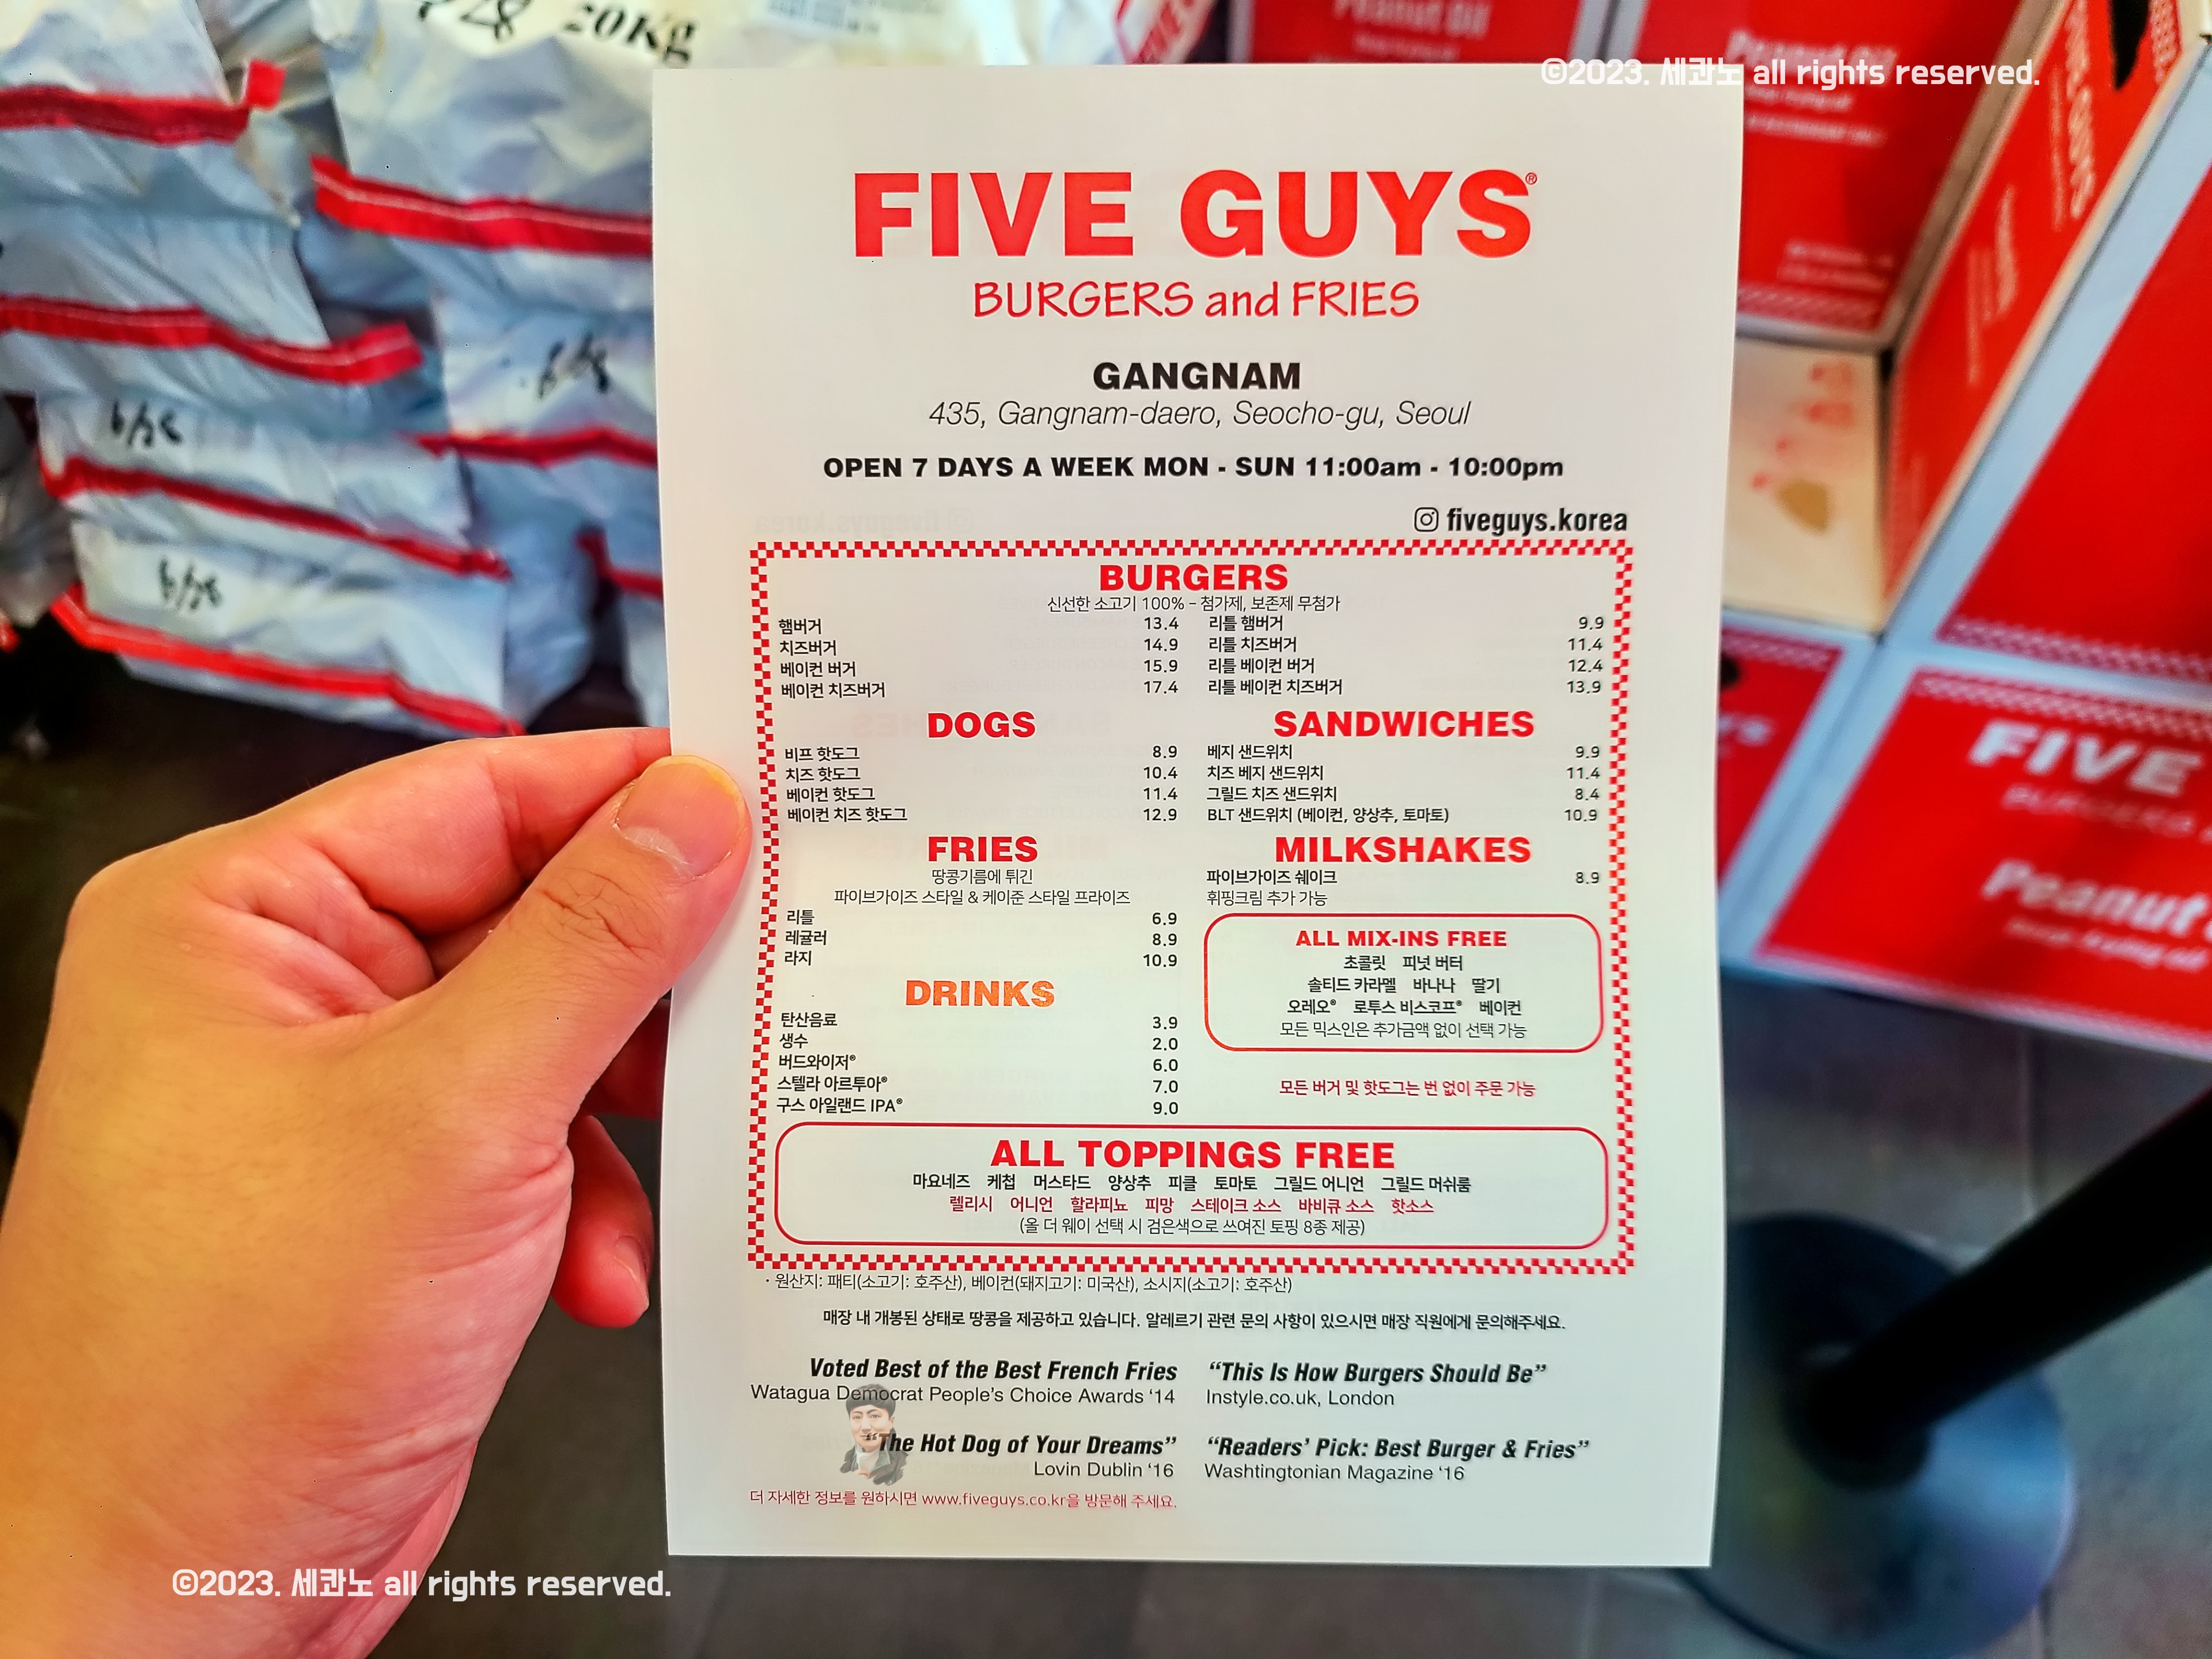 20Kg
©2023. 세콴노 all rights reserved.
Peanut Oil
FIVE GUYS®
BURGERS and FRIES
GANGNAM
435, Gangnam-daero, Seocho-gu, Seoul
OPEN 7 DAYS A WEEK MON - SUN 11:00am - 10:00pm
fiveguys.korea
BURGERS
신선한 소고기 100% - 첨가제, 보존제 무첨가
햄버거 13.4
치즈버거 14.9
베이컨 버거 15.9
베이컨 치즈버거 17.4
리틀 햄버거 9.9
리틀 치즈버거 11.4
리틀 베이컨 버거 12.4
리틀 베이컨 치즈버거 13.9
DOGS
비프 핫도그 8.9
치즈 핫도그 10.4
베이컨 핫도그 11.4
베이컨 치즈 핫도그 12.9
SANDWICHES
베지 샌드위치 9.9
치즈 베지 샌드위치 11.4
그릴드 치즈 샌드위치 8.4
BLT 샌드위치 (베이컨, 양상추, 토마토) 10.9
FRIES
땅콩기름에 튀긴
파이브가이즈 스타일 & 케이준 스타일 프라이즈
리틀 6.9
레귤러 8.9
라지 10.9
MILKSHAKES
파이브가이즈 쉐이크 8.9
휘핑크림 추가 가능
ALL MIX-INS FREE
초콜릿 피넛 버터
솔티드 카라멜 바나나 딸기
오레오® 로투스 비스코프® 베이컨
모든 믹스인은 추가금액 없이 선택 가능
DRINKS
탄산음료 3.9
생수 2.0
버드와이저® 6.0
스텔라 아르투아® 7.0
구스 아일랜드 IPA® 9.0
모든 버거 및 핫도그는 번 없이 주문 가능
ALL TOPPINGS FREE
마요네즈 케첩 머스타드 양상추 피클 토마토 그릴드 어니언 그릴드 머쉬룸
렐리시 어니언 할라피뇨 피망 스테이크 소스 바비큐 소스 핫소스
(올 더 웨이 선택 시 검은색으로 쓰여진 토핑 8종 제공)
· 원산지: 패티(소고기: 호주산), 베이컨(돼지고기: 미국산), 소시지(소고기: 호주산)
매장 내 개봉된 상태로 땅콩을 제공하고 있습니다. 알레르기 관련 문의 사항이 있으시면 매장 직원에게 문의해주세요.
Voted Best of the Best French Fries
Watagua Democrat People's Choice Awards '14
"This Is How Burgers Should Be"
Instyle.co.uk, London
"The Hot Dog of Your Dreams"
Lovin Dublin '16
"Readers' Pick: Best Burger & Fries"
Washtingtonian Magazine '16
더 자세한 정보를 원하시면 www.fiveguys.co.kr을 방문해 주세요.
FIVE
Peanut
©2023. 세콴노 all rights reserved.